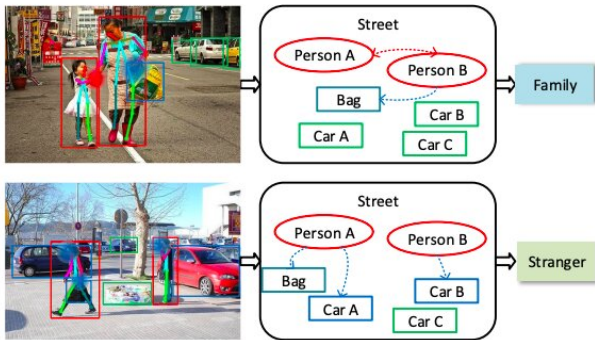 Street
Person A
Person B
Bag
Car B
Car A
Car C
Family
Street
Person A
Person B
Bag
Car B
Car A
Car C
Stranger